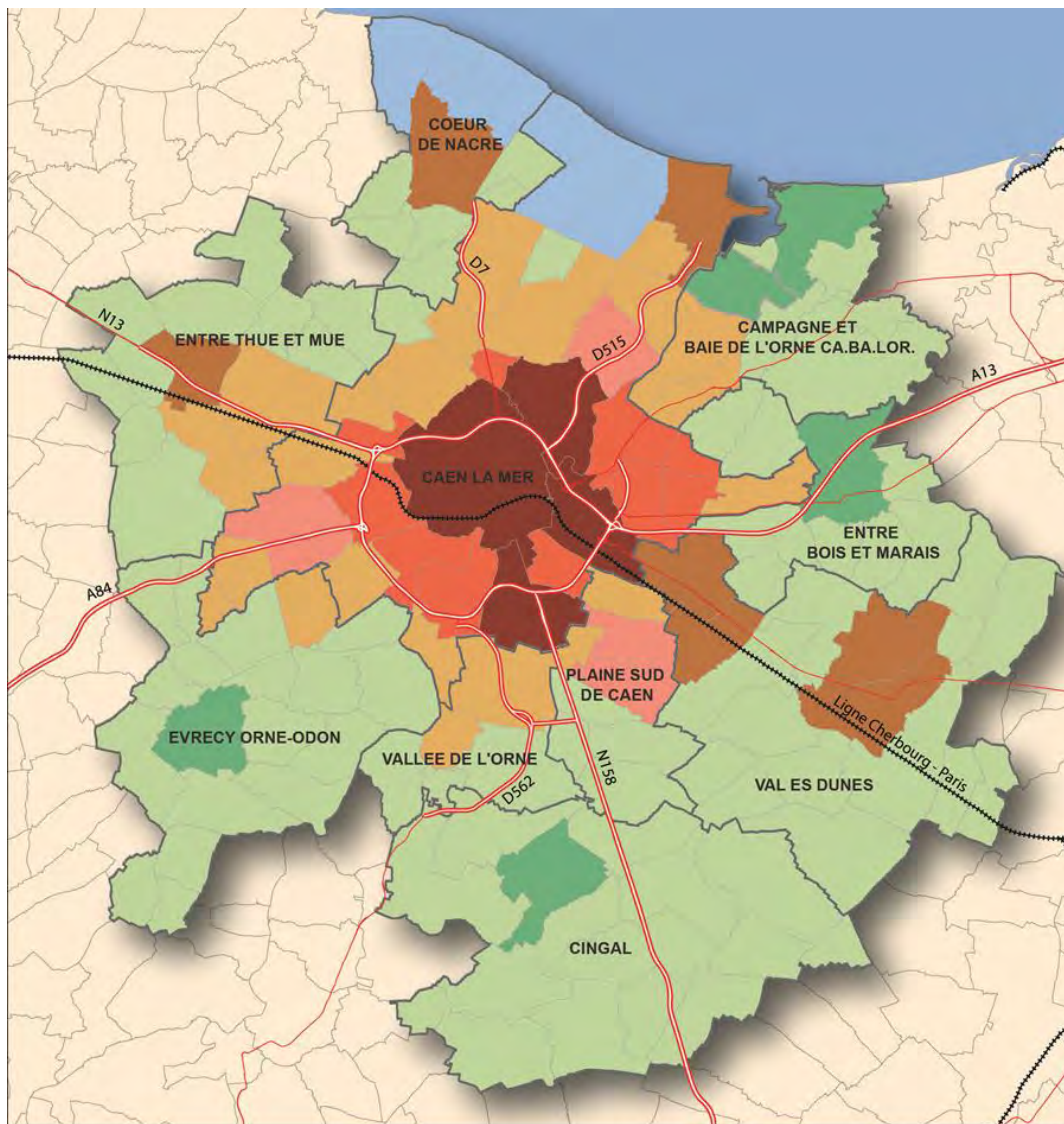 COEUR
DE NACRE
D7
N13
ENTRE THUE ET MUE
D515
CAMPAGNE ET
BAIE DE L'ORNE CA.BA.LOR.
A13
CAEN LA MER
ENTRE
BOIS ET MARAIS
A84
PLAINE SUD
DE CAEN
EVRECY ORNE-ODON
VALLEE DE L'ORNE
D562
N158
Ligne Cherbourg - Paris
VAL ES DUNES
CINGAL